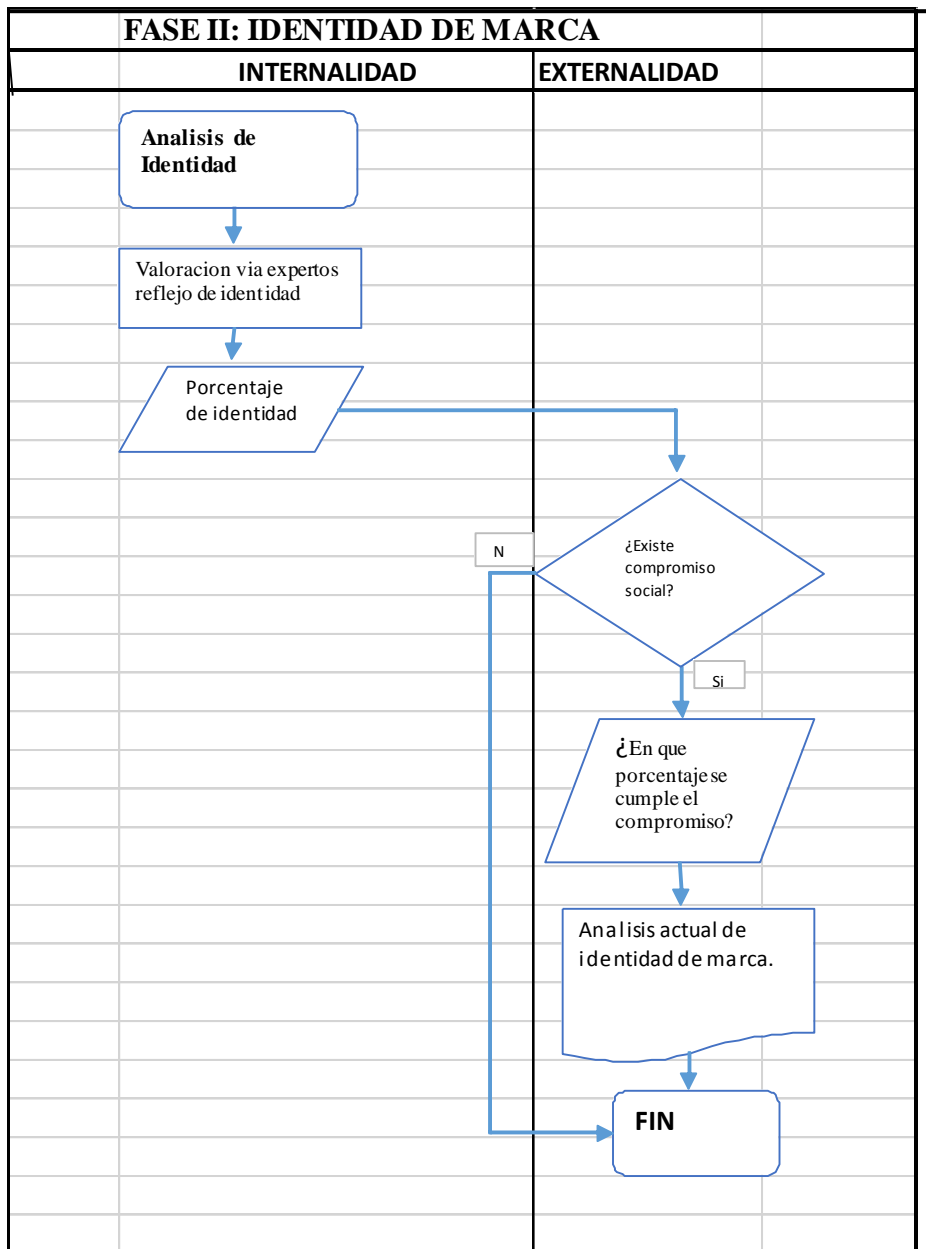 FASE II: IDENTIDAD DE MARCA
INTERNALIDAD
EXTERNALIDAD
Analisis de
Identidad
Valoracion via expertos
reflejo de identidad
Porcentaje
de identidad
¿Existe
compromiso
social?
N
Si
¿En que
porcentaje se
cumple el
compromiso?
Analisis actual de
identidad de marca.
FIN